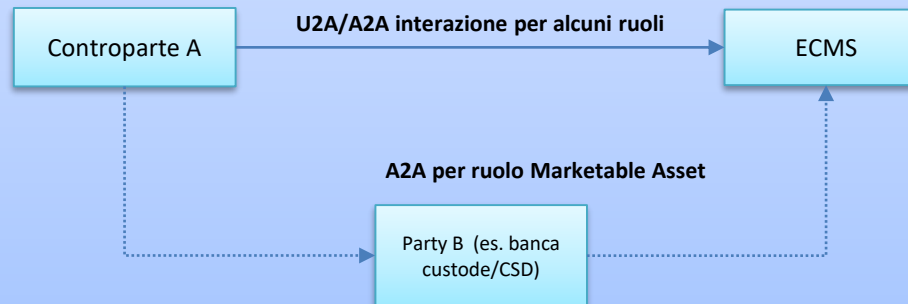 U2A/A2A interazione per alcuni ruoli
Controparte A
ECMS
A2A per ruolo Marketable Asset
Party B (es. banca
custode/CSD)